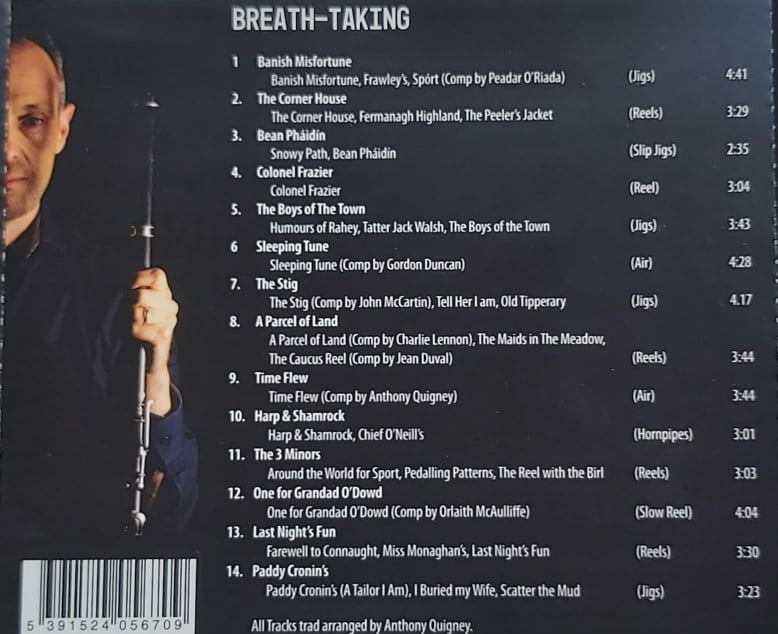 BREATH-TAKING
1 Banish Misfortune
Banish Misfortune, Frawley's, Spórt (Comp by Peadar O'Riada) (Jigs) 4:41
2. The Corner House
The Corner House, Fermanagh Highland, The Peeler's Jacket (Reels) 3:29
3. Bean Pháidín
Snowy Path, Bean Pháidín (Slip Jigs) 2:35
4. Colonel Frazier
Colonel Frazier (Reel) 3:04
5. The Boys of The Town
Humours of Rahey, Tatter Jack Walsh, The Boys of the Town (Jigs) 3:43
6 Sleeping Tune
Sleeping Tune (Comp by Gordon Duncan) (Air) 4:28
7. The Stig
The Stig (Comp by John McCartin), Tell Her I am, Old Tipperary (Jigs) 4.17
8. A Parcel of Land
A Parcel of Land (Comp by Charlie Lennon), The Maids in The Meadow,
The Caucus Reel (Comp by Jean Duval) (Reels) 3:44
9. Time Flew
Time Flew (Comp by Anthony Quigney) (Air) 3:44
10. Harp & Shamrock
Harp & Shamrock, Chief O'Neill's (Hornpipes) 3:01
11. The 3 Minors
Around the World for Sport, Pedalling Patterns, The Reel with the Birl (Reels) 3:03
12. One for Grandad O'Dowd
One for Grandad O'Dowd (Comp by Orlaith McAulliffe) (Slow Reel) 4:04
13. Last Night's Fun
Farewell to Connaught, Miss Monaghan's, Last Night's Fun (Reels) 3:30
14. Paddy Cronin's
Paddy Cronin's (A Tailor I Am), I Buried my Wife, Scatter the Mud (Jigs) 3:23
All Tracks trad arranged by Anthony Quigney.
5 391524 056709